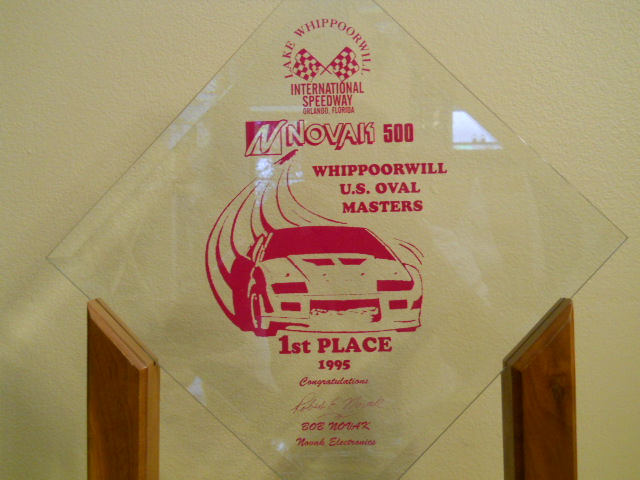 LAKE WHIPPOORWILL
INTERNATIONAL
SPEEDWAY
ORLANDO, FLORIDA
NOVAK 500
WHIPPOORWILL
U.S. OVAL
MASTERS
1st PLACE
1995
Congratulations
BOB NOVAK
Novak Electronics